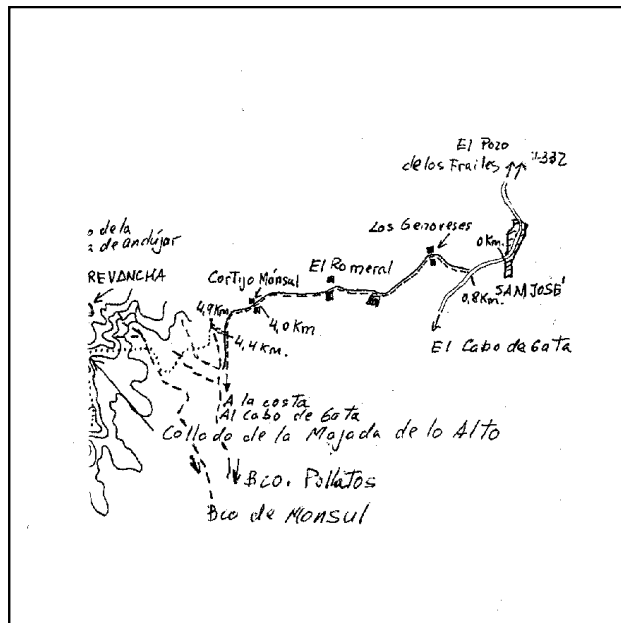 El Pozo
de los Frailes
-332
o de la
a de andújar
REVANCHA
Los Genoveses
0 Km.
El Romeral
Cortijo Mónsul
SAN JOSÉ
0,8 Km.
4,9 Km
4,0 Km.
4,4 Km.
El Cabo de Gata
A la costa
Al Cabo de Gata
Collado de la Majada de lo Alto
Bco. Pollatos
Bco de Monsul